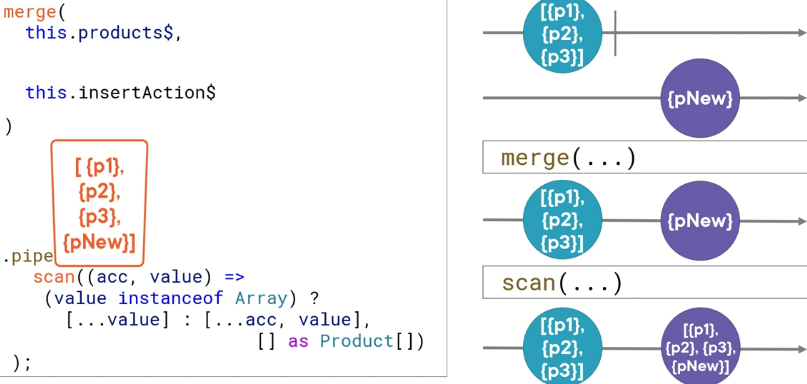 merge(
this.products$,
this.insertAction$
)
[ {p1},
{p2},
{p3},
{pNew}]
.pipe
scan((acc, value) =>
(value instanceof Array) ?
[...value] : [...acc, value],
[] as Product[])
);
[{p1},
{p2},
{p3}]
{pNew}
merge(...)
[{p1},
{p2},
{p3}]
{pNew}
scan(...)
[{p1},
{p2},
{p3}]
[{p1},
{p2}, {p3},
{pNew}]